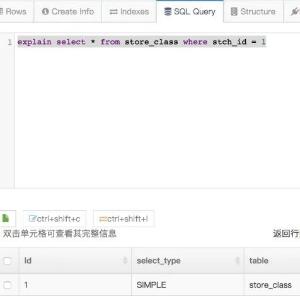 Rows Create Info Indexes SQL Query Structure
1 explain select * from store_class where stch_id = 1
ctrl+shift+c ctrl+shift+l
双击单元格可查看其完整信息 返回行
Id select_type table
1 SIMPLE store_class